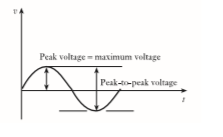 v
Peak voltage = maximum voltage
Peak-to-peak voltage
t